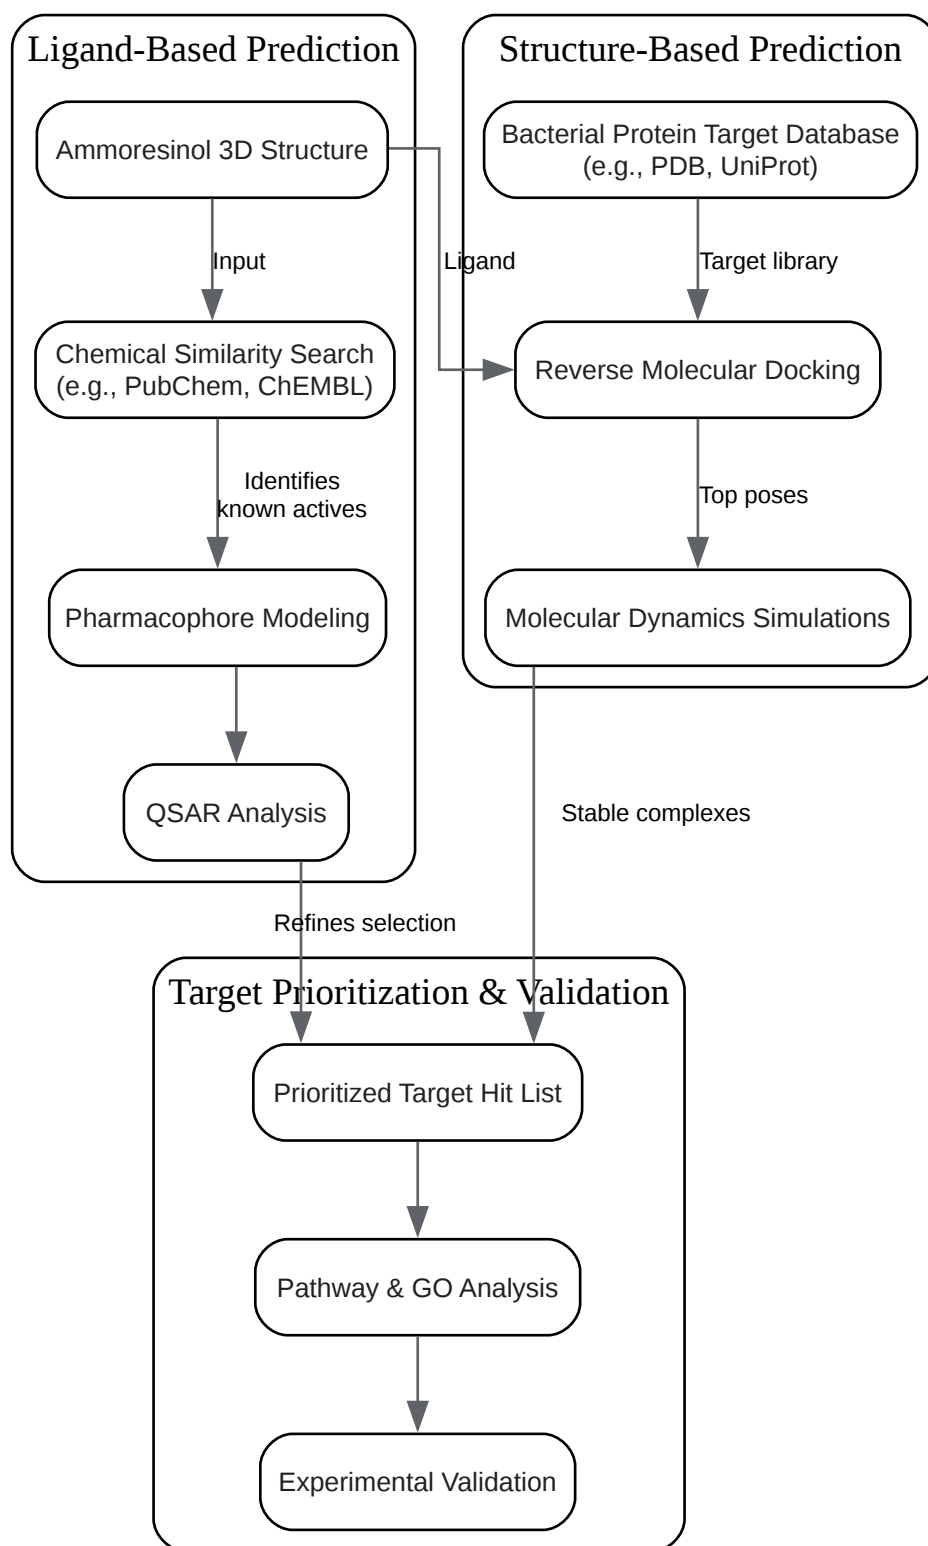 Ligand-Based Prediction
Ammoresinol 3D Structure
Input
Ligand
Chemical Similarity Search
(e.g., PubChem, ChEMBL)
Identifies
known actives
Pharmacophore Modeling
QSAR Analysis
Refines selection
Structure-Based Prediction
Bacterial Protein Target Database
(e.g., PDB, UniProt)
Target library
Reverse Molecular Docking
Top poses
Molecular Dynamics Simulations
Stable complexes
Target Prioritization & Validation
Prioritized Target Hit List
Pathway & GO Analysis
Experimental Validation